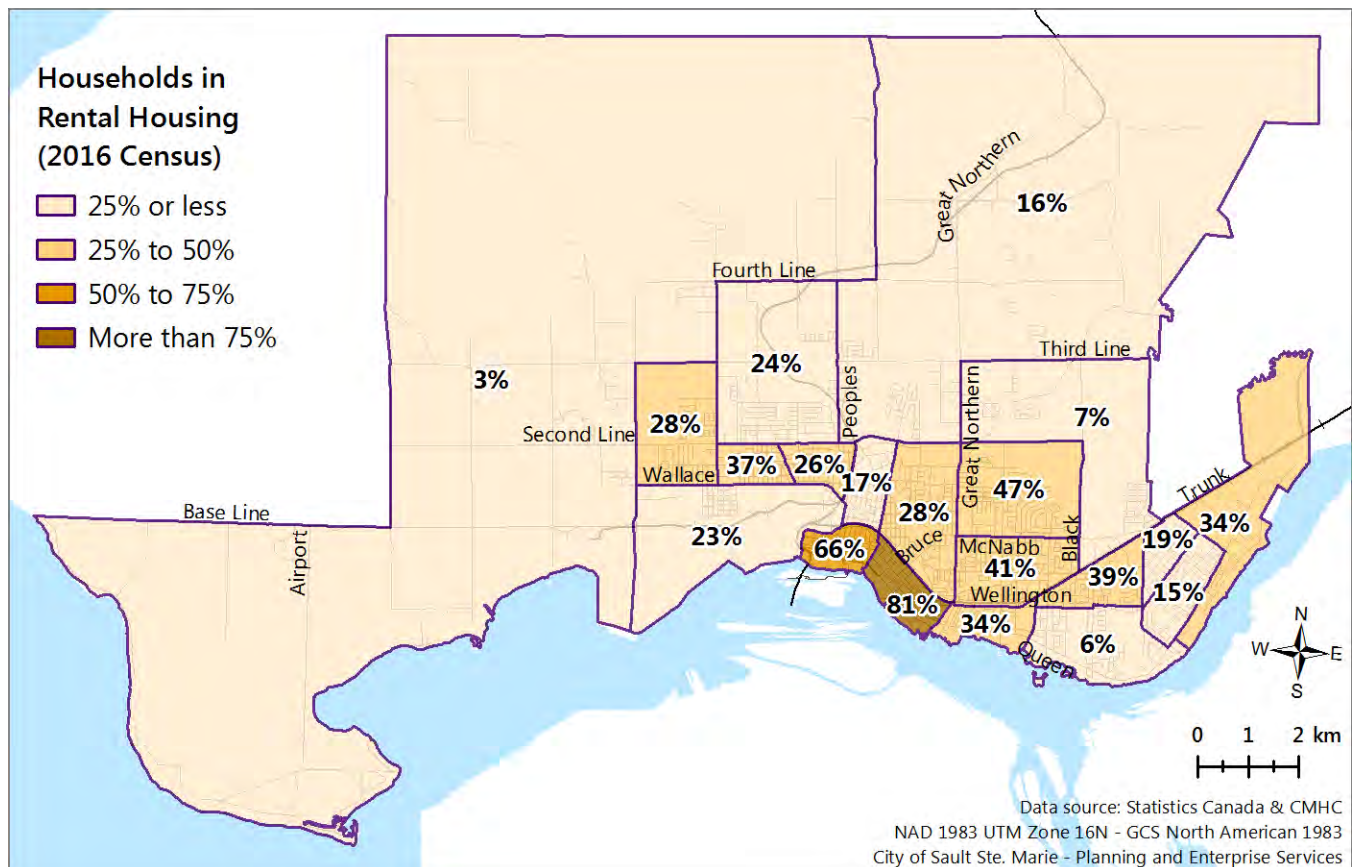 Households in
Rental Housing
(2016 Census)
25% or less
25% to 50%
50% to 75%
More than 75%
Great Northern
16%
Fourth Line
Third Line
24%
Peoples
3%
Great Northern
7%
28%
Second Line
Wallace
37%
26%
17%
47%
Trunk
28%
34%
Base Line
Airport
23%
66%
Bruce
McNabb
Black
19%
41%
39%
Wellington
15%
81%
34%
Queen
6%
N
W
E
S
0 1 2 km
Data source: Statistics Canada & CMHC
NAD 1983 UTM Zone 16N - GCS North American 1983
City of Sault Ste. Marie - Planning and Enterprise Services